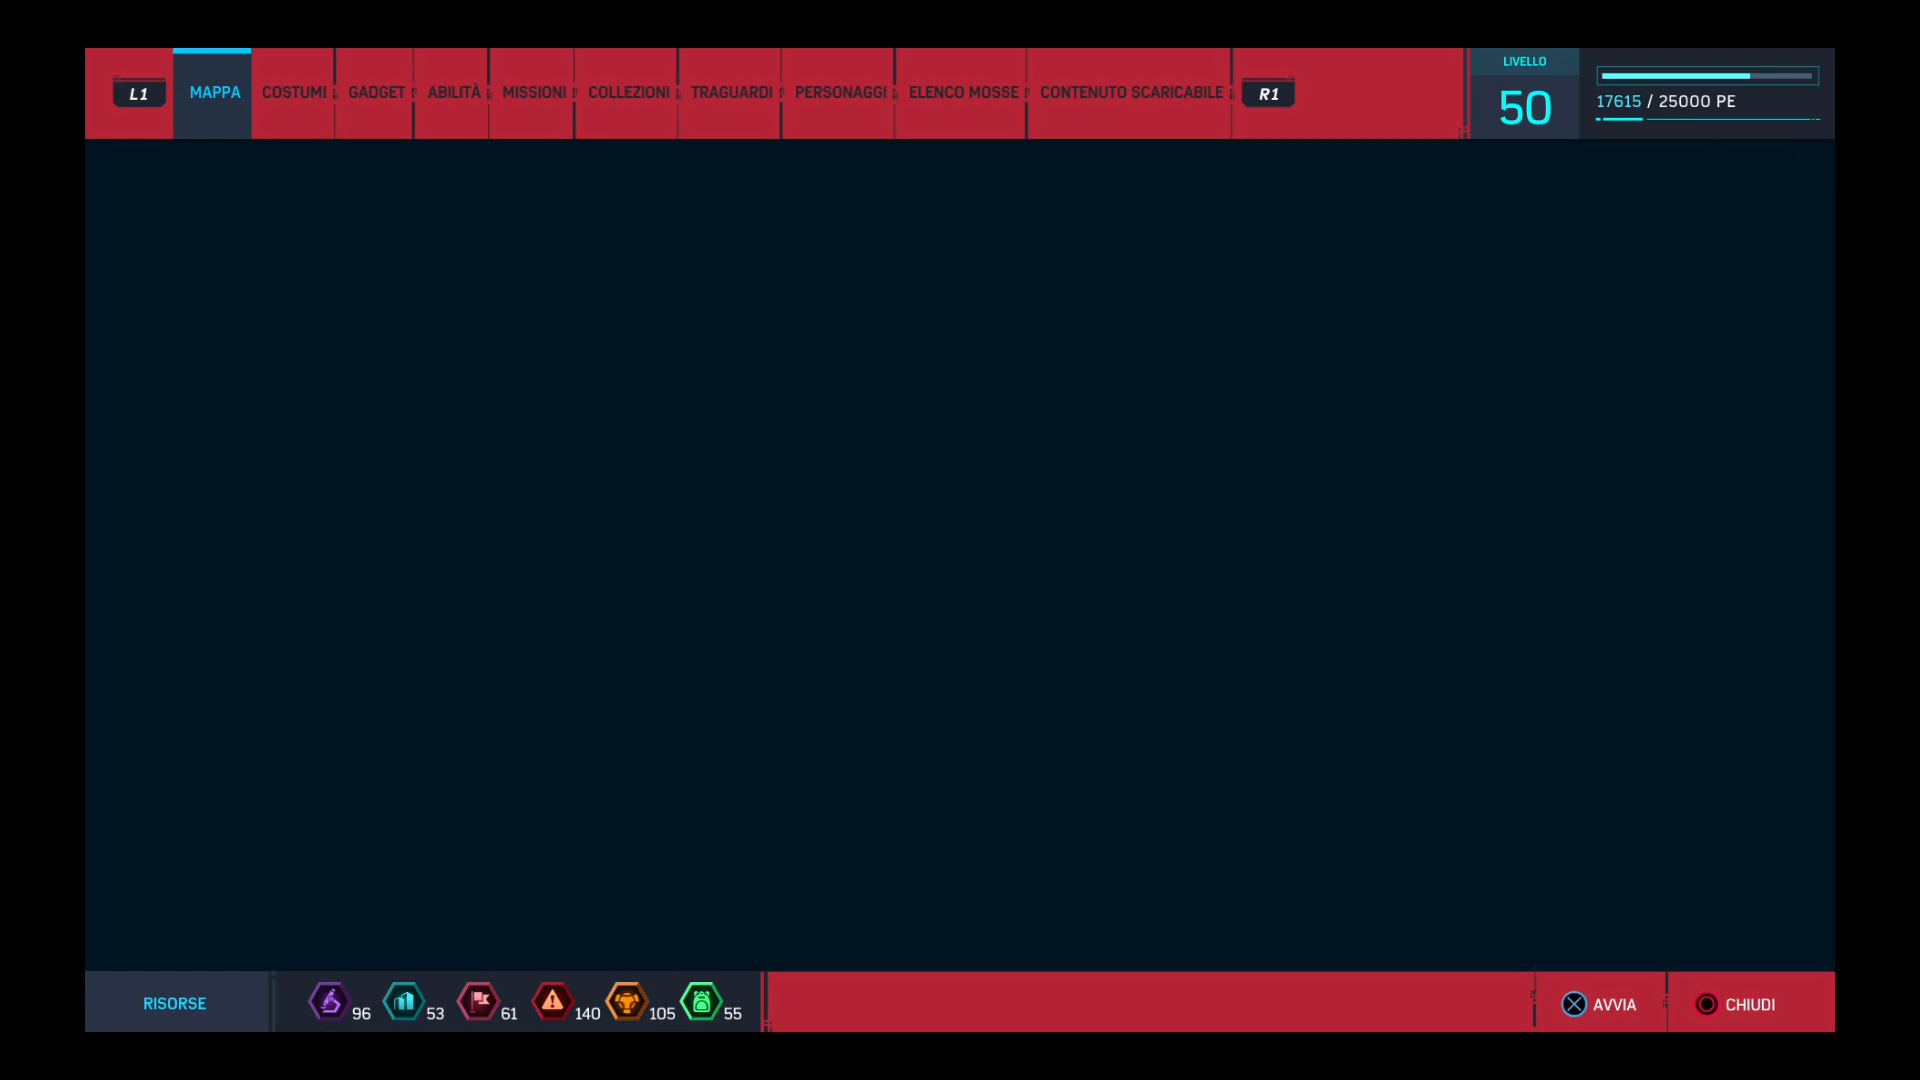 L1 MAPPA COSTUMI GADGET ABILITÀ MISSIONI COLLEZIONI TRAGUARDI PERSONAGGI ELENCO MOSSE CONTENUTO SCARICABILE R1
LIVELLO
50
17615 / 25000 PE
RISORSE 96 53 61 140 105 55 AVVIA CHIUDI